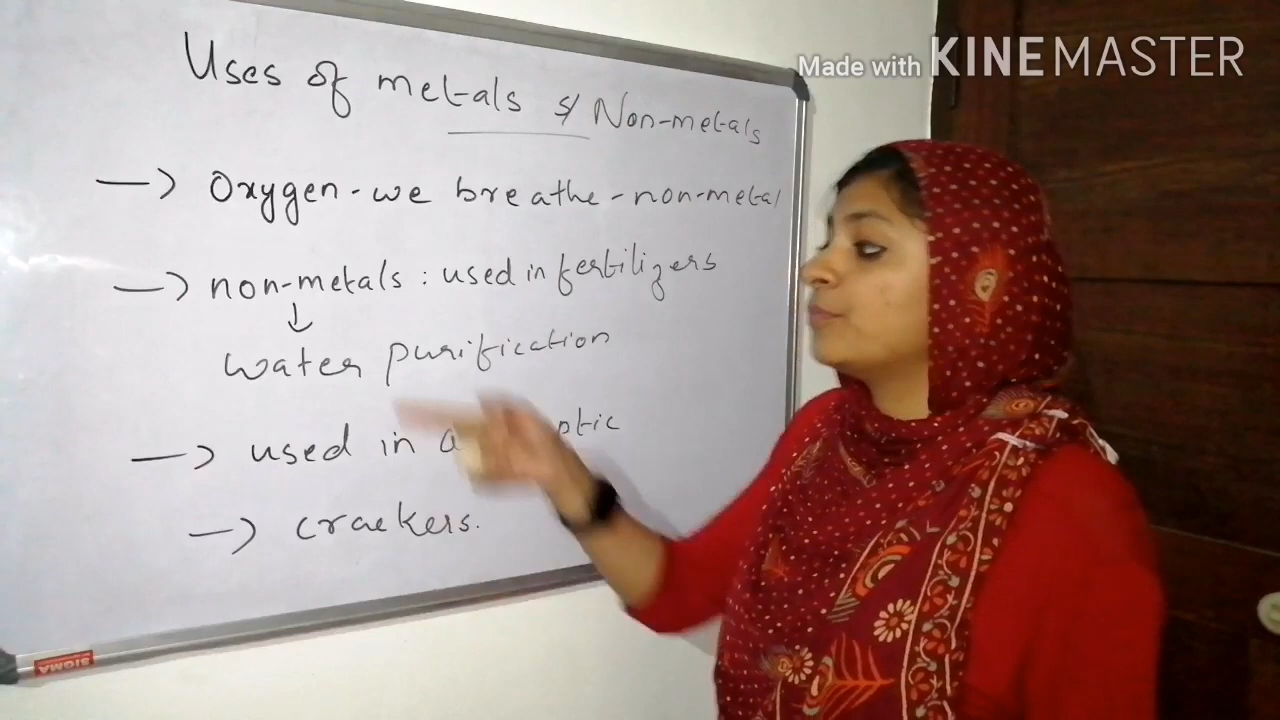 Made with KINEMASTER
Uses of metals & Non-metals
→ Oxygen - we breathe - non-metal
→ non-metals : used in fertilizers
↓
water purification
→ used in
→ crackers.
SIGMA